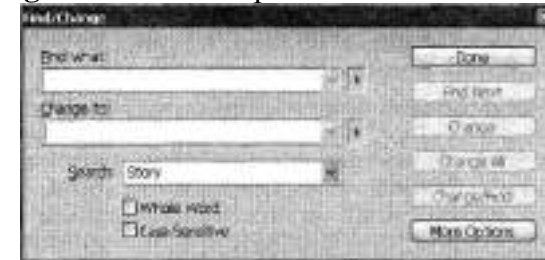 Find/Change
Find what:
Change to:
Search: Story
Whole Word
Case-Sensitive
Done
Find Next
Change
Change All
Change/Find
More Options